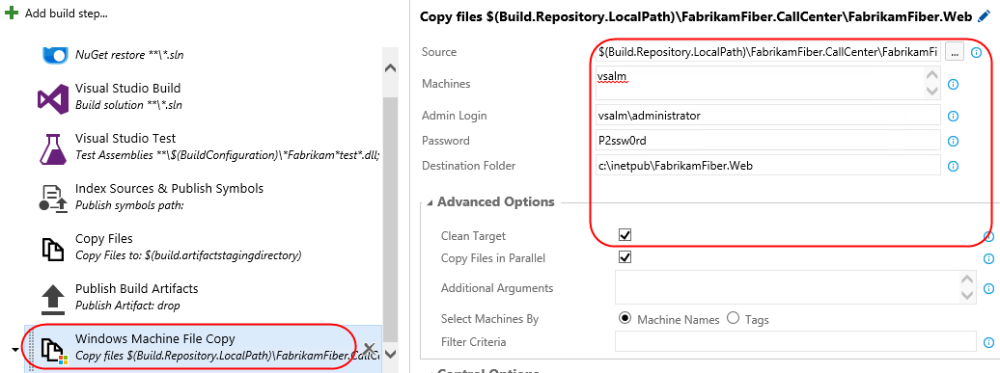 Add build step...
NuGet restore **\*.sln
Visual Studio Build
Build solution **\*.sln
Visual Studio Test
Test Assemblies **\$(BuildConfiguration)\*Fabrikam*test*.dll;
Index Sources & Publish Symbols
Publish symbols path:
Copy Files
Copy Files to: $(build.artifactstagingdirectory)
Publish Build Artifacts
Publish Artifact: drop
Windows Machine File Copy
Copy files $(Build.Repository.LocalPath)\FabrikamFiber.CallC
Copy files $(Build.Repository.LocalPath)\FabrikamFiber.CallCenter\FabrikamFiber.Web
Source $(Build.Repository.LocalPath)\FabrikamFiber.CallCenter\FabrikamFi ...
Machines vsalm
Admin Login vsalm\administrator
Password P2ssw0rd
Destination Folder c:\inetpub\FabrikamFiber.Web
Advanced Options
Clean Target
Copy Files in Parallel
Additional Arguments
Select Machines By Machine Names Tags
Filter Criteria
Control Options